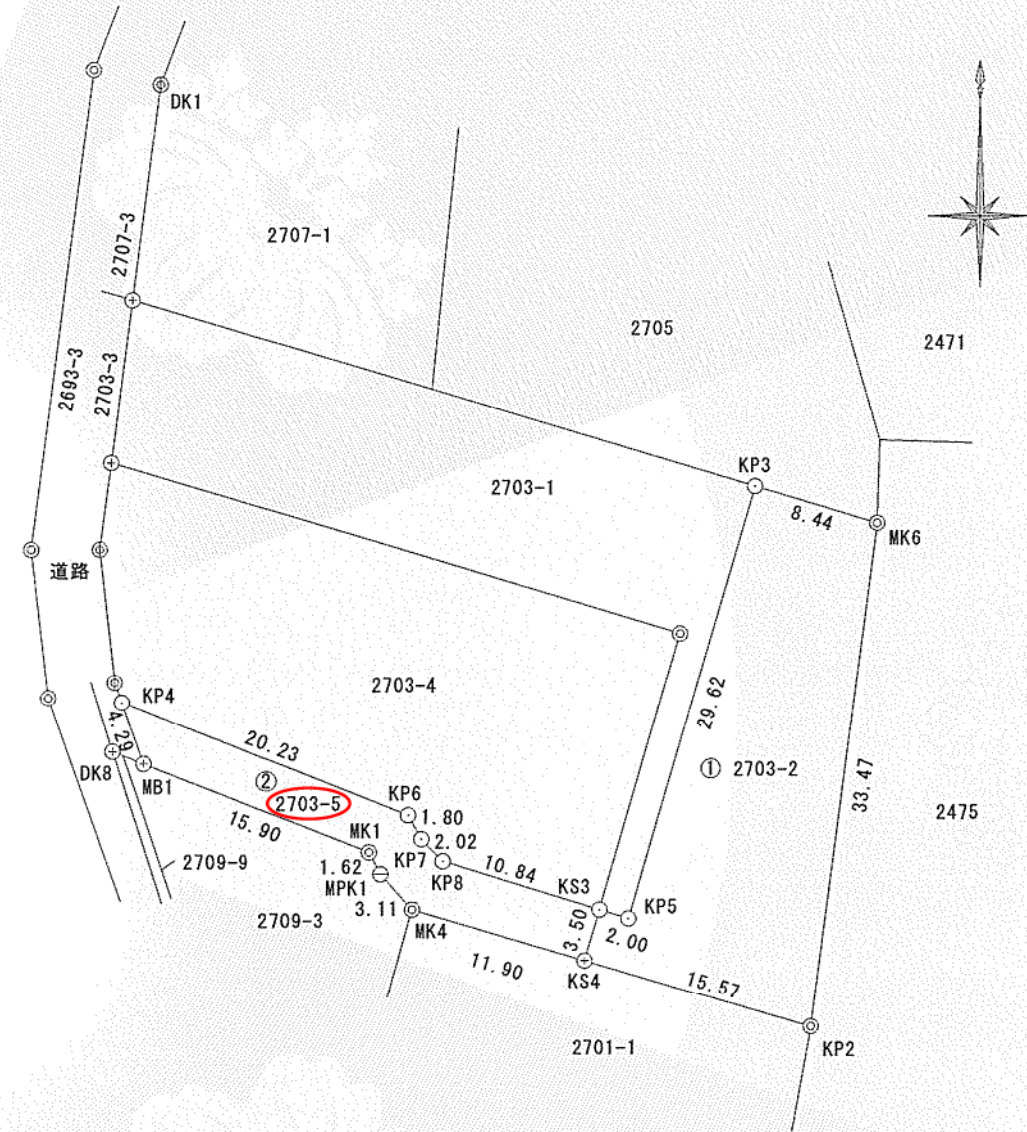 DK1
2707-3
2707-1
2705
2471
2693-3
2703-3
KP3
2703-1
8.44
MK6
道路
2703-4
KP4
4.29
20.23
29.62
DK8
MB1
②
2703-5
① 2703-2
33.47
2475
KP6
1.80
15.90
MK1
KP7
2.02
KP8
10.84
1.62
MPK1
2709-9
3.11
MK4
KS3
KP5
3.50
2.00
2709-3
11.90
KS4
15.57
2701-1
KP2